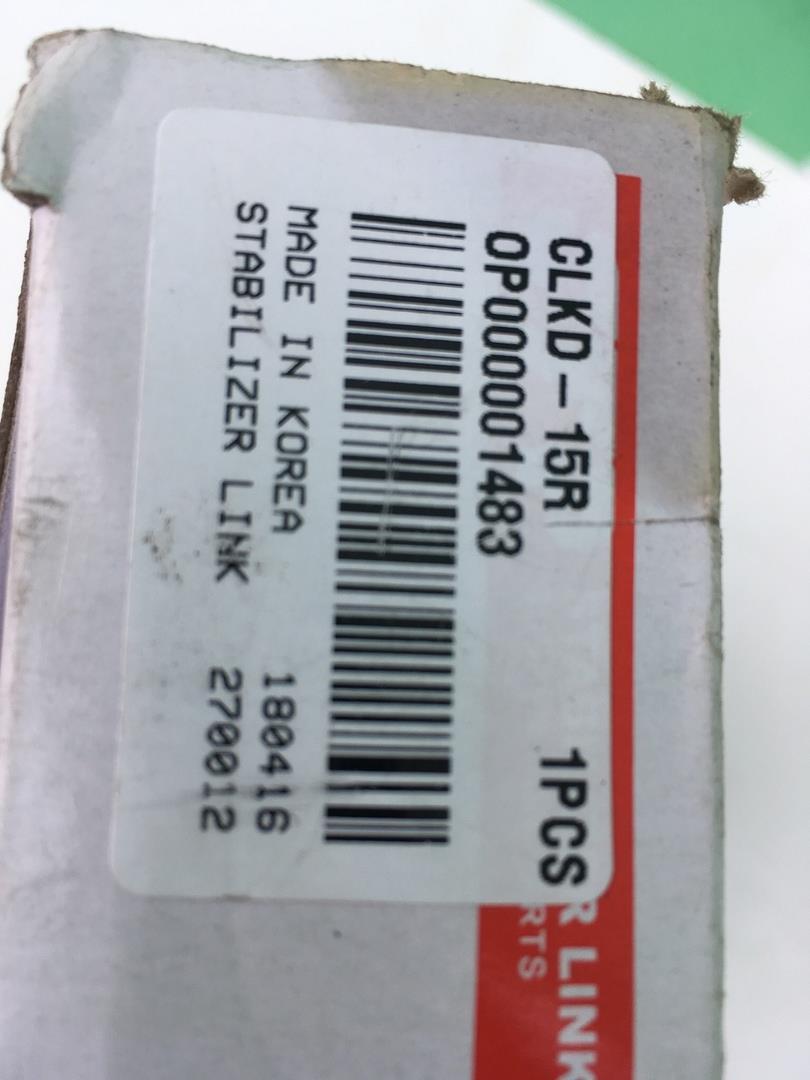 CLKD-15R 1PCS
OP000001483
MADE IN KOREA 180416
STABILIZER LINK 270012
R LINK
RTS